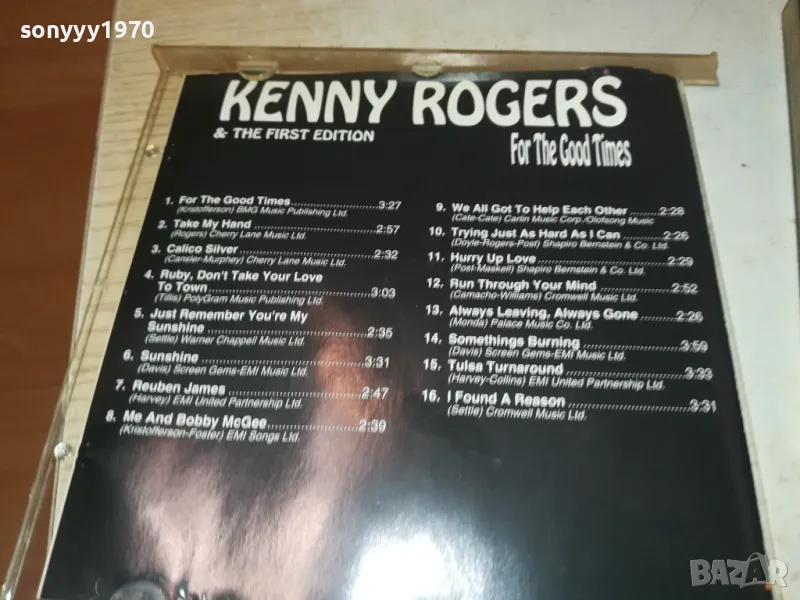 sonyyy1970
KENNY ROGERS
& THE FIRST EDITION
For The Good Times
1. For The Good Times..........3:27
(Kristofferson) BMG Music Publishing Ltd.
2. Take My Hand..........2:57
(Rogers) Cherry Lane Music Ltd.
3. Calico Silver..........2:32
(Cansler-Murphey) Cherry Lane Music Ltd.
4. Ruby, Don't Take Your Love
To Town..........3:03
(Tillis) PolyGram Music Publishing Ltd.
5. Just Remember You're My
Sunshine..........2:35
(Settle) Warner Chappell Music Ltd.
6. Sunshine..........3:31
(Davis) Screen Gems-EMI Music Ltd.
7. Reuben James..........2:47
(Harvey) EMI United Partnership Ltd.
8. Me And Bobby McGee..........2:39
(Kristofferson-Foster) EMI Songs Ltd.
9. We All Got To Help Each Other..........2:28
(Cate-Cate) Carlin Music Corp./Olofsong Music
10. Trying Just As Hard As I Can..........2:26
(Doyle-Rogers-Post) Shapiro Bernstein & Co. Ltd.
11. Hurry Up Love..........2:29
(Post-Maskell) Shapiro Bernstein & Co. Ltd.
12. Run Through Your Mind..........2:52
(Camacho-Williams) Cromwell Music Ltd.
13. Always Leaving, Always Gone..........2:26
(Monda) Palace Music Co. Ltd.
14. Somethings Burning..........3:59
(Davis) Screen Gems-EMI Music Ltd.
15. Tulsa Turnaround..........3:33
(Harvey-Collins) EMI United Partnership Ltd.
16. I Found A Reason..........3:31
(Settle) Cromwell Music Ltd.
BAZAR